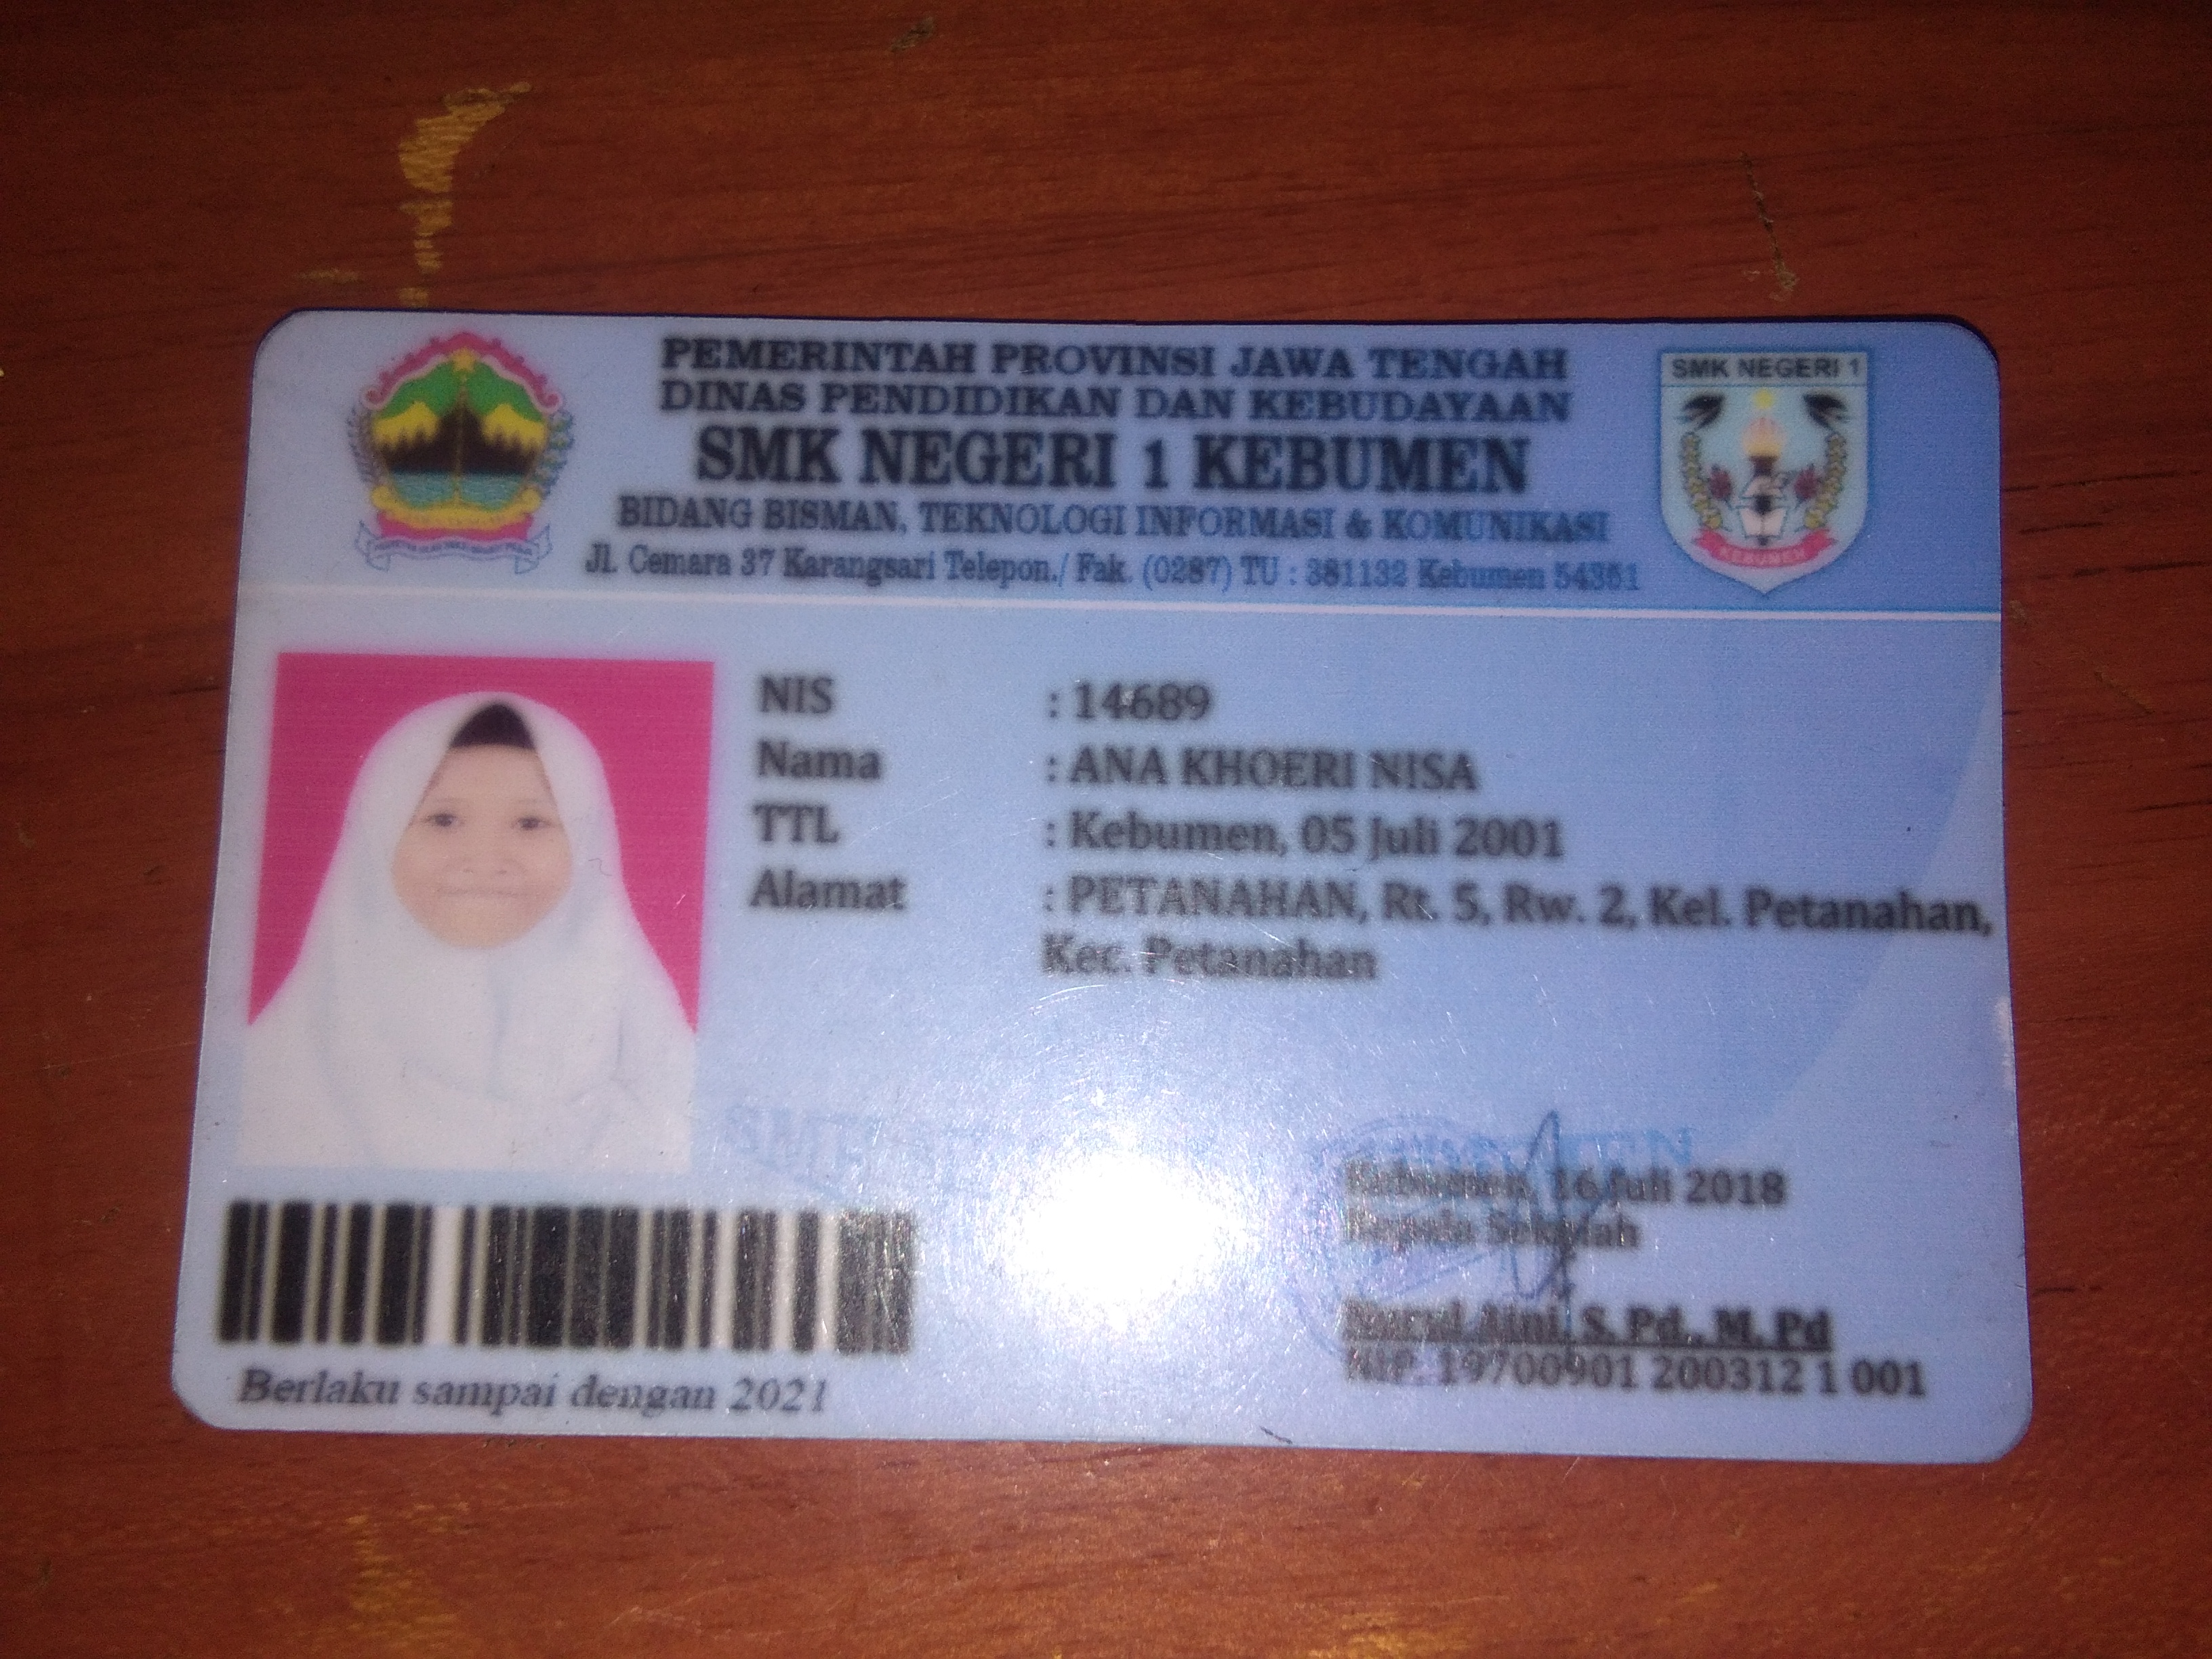 PEMERINTAH PROVINSI JAWA TENGAH
DINAS PENDIDIKAN DAN KEBUDAYAAN
SMK NEGERI 1 KEBUMEN
BIDANG BISMAN, TEKNOLOGI INFORMASI & KOMUNIKASI
Jl. Cemara 37 Karangsari Telepon./ Fak. (0287) TU : 381132 Kebumen 54351
SMK NEGERI 1
KEBUMEN
NIS : 14689
Nama : ANA KHOERI NISA
TTL : Kebumen, 05 Juli 2001
Alamat : PETANAHAN, Rt. 5, Rw. 2, Kel. Petanahan,
Kec. Petanahan
Kebumen, 16 Juli 2018
Kepala Sekolah
Nurul Aini, S. Pd., M. Pd
NIP. 19700901 200312 1 001
Berlaku sampai dengan 2021